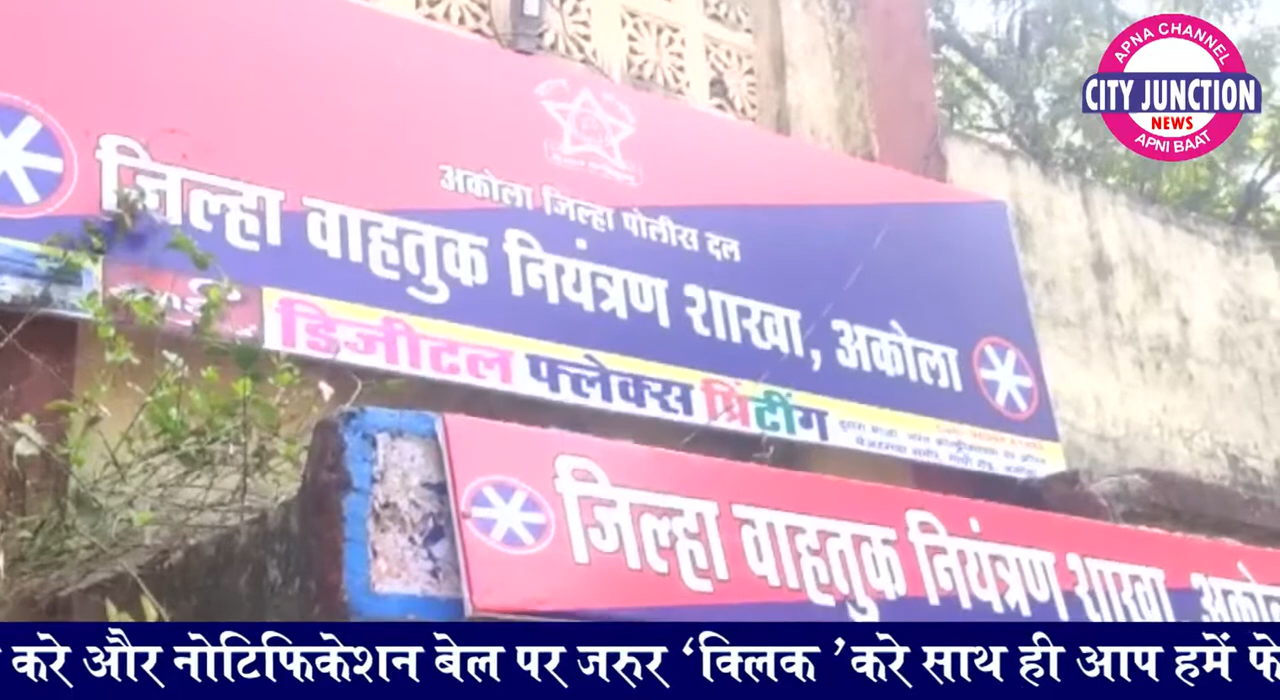 APNA CHANNEL
CITY JUNCTION
NEWS
APNI BAAT
अकोला जिल्हा पोलीस दल
जिल्हा वाहतुक नियंत्रण शाखा, अकोला
डिजीटल फ्लेक्स प्रिंटींग
जिल्हा वाहतुक नियंत्रण शाखा, अकोल
करे और नोटिफिकेशन बेल पर जरुर ‘क्लिक ’करे साथ ही आप हमें फे